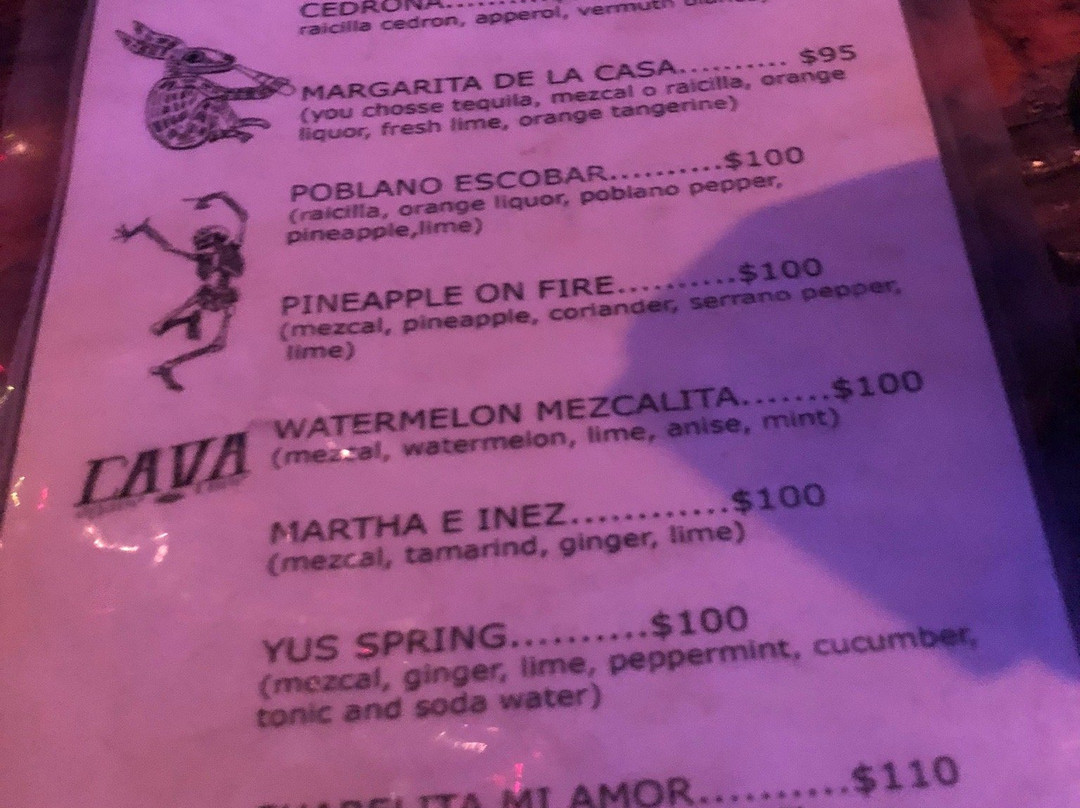 CEDRONA..........
raicilla cedron, apperol, vermuth
MARGARITA DE LA CASA.......... $95
(you chosse tequila, mezcal o raicilla, orange
liquor, fresh lime, orange tangerine)
POBLANO ESCOBAR..........$100
(raicilla, orange liquor, poblano pepper,
pineapple,lime)
PINEAPPLE ON FIRE..........$100
(mezcal, pineapple, coriander, serrano pepper,
lime)
CAVA
WATERMELON MEZCALITA.......$100
(mezcal, watermelon, lime, anise, mint)
MARTHA E INEZ............$100
(mezcal, tamarind, ginger, lime)
YUS SPRING..........$100
(mezcal, ginger, lime, peppermint, cucumber,
tonic and soda water)
MI AMOR..........$110